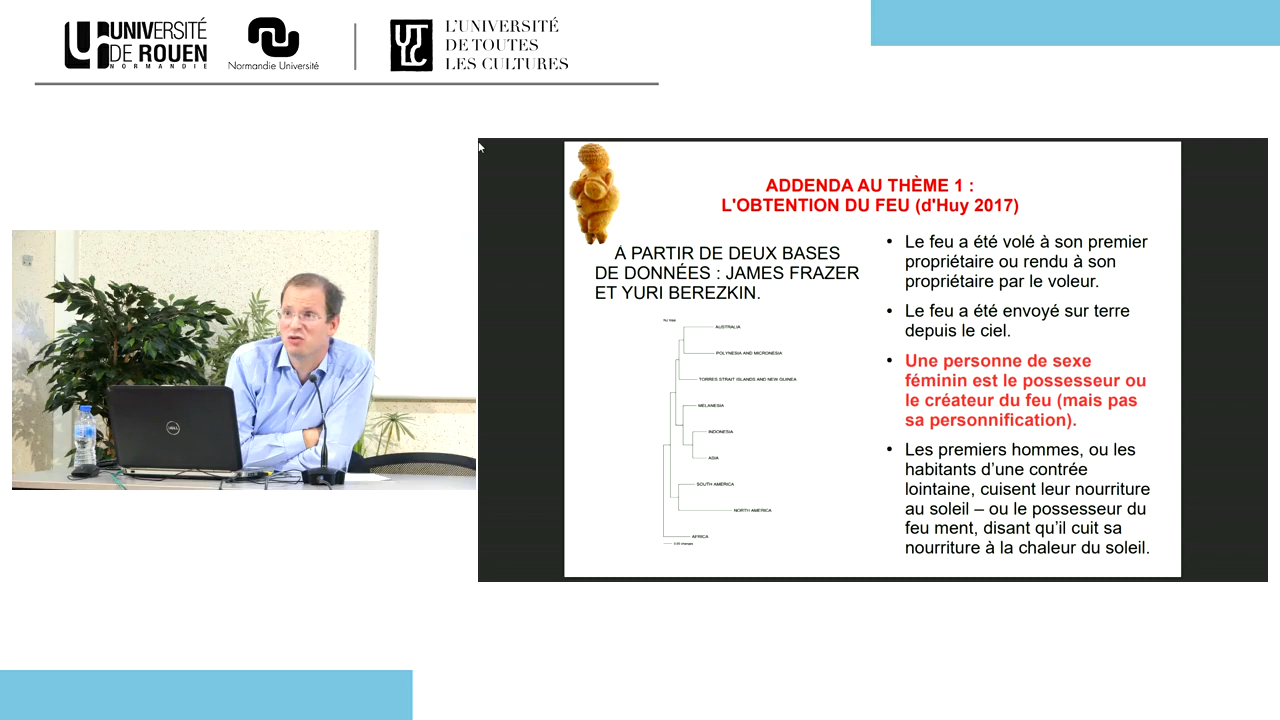 UNIVERSITÉ
DE ROUEN
NORMANDIE
Normandie Université
L'UNIVERSITÉ
DE TOUTES
LES CULTURES
ADDENDA AU THÈME 1 :
L'OBTENTION DU FEU (d'Huy 2017)
À PARTIR DE DEUX BASES
DE DONNÉES : JAMES FRAZER
ET YURI BEREZKIN.
NJ tree
AUSTRALIA
POLYNESIA AND MICRONESIA
TORRES STRAIT ISLANDS AND NEW GUINEA
MELANESIA
INDONESIA
ASIA
SOUTH AMERICA
NORTH AMERICA
AFRICA
• Le feu a été volé à son premier
propriétaire ou rendu à son
propriétaire par le voleur.
• Le feu a été envoyé sur terre
depuis le ciel.
• Une personne de sexe
féminin est le possesseur ou
le créateur du feu (mais pas
sa personnification).
• Les premiers hommes, ou les
habitants d'une contrée
lointaine, cuisent leur nourriture
au soleil – ou le possesseur du
feu ment, disant qu'il cuit sa
nourriture à la chaleur du soleil.
DELL